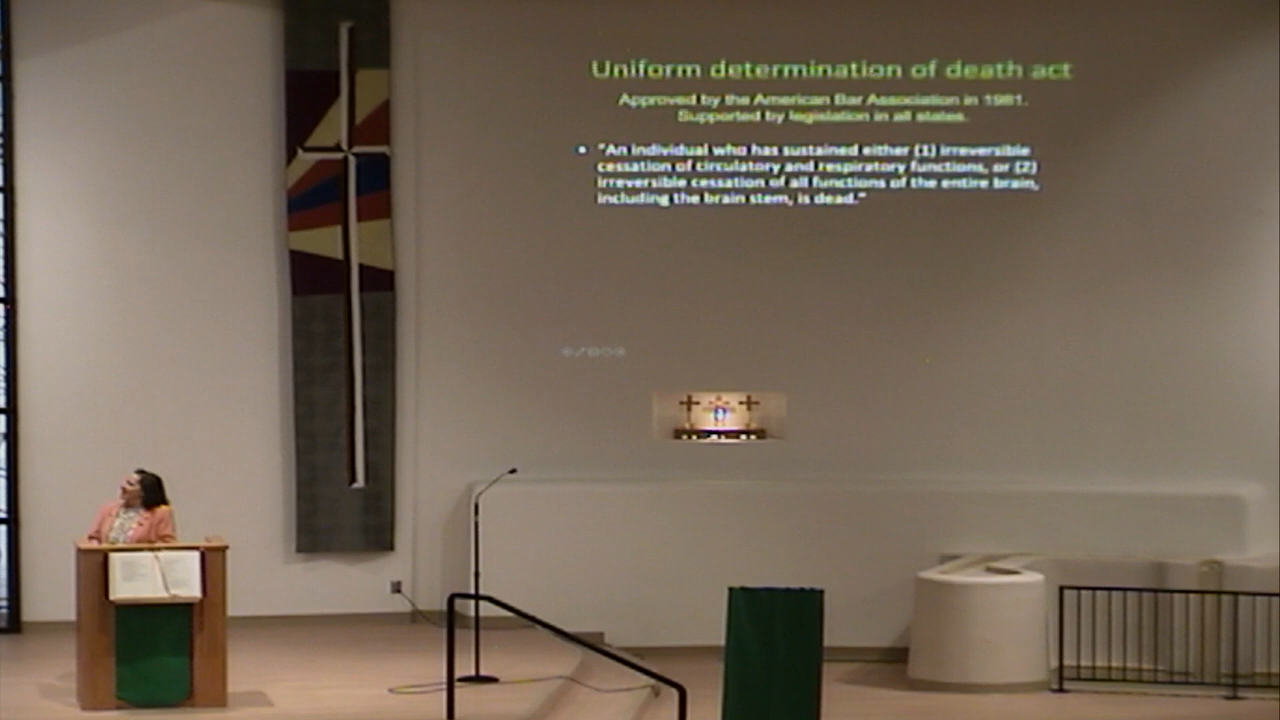 Uniform determination of death act
Approved by the American Bar Association in 1981.
Supported by legislation in all states.
• "An individual who has sustained either (1) irreversible
cessation of circulatory and respiratory functions, or (2)
irreversible cessation of all functions of the entire brain,
including the brain stem, is dead."